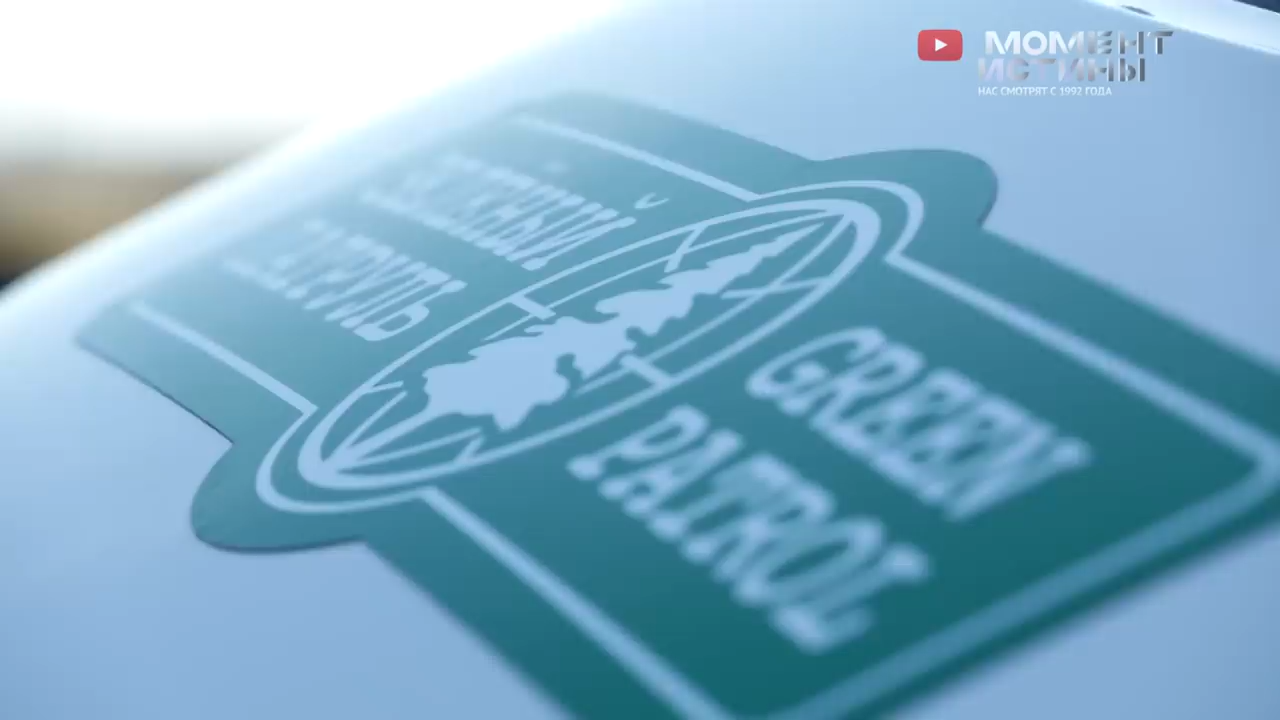 МОМЕНТ
ИСТИНЫ
НАС СМОТРЯТ С 1992 ГОДА
ЗЕЛЕНЫЙ
ПАТРУЛЬ
GREEN
PATROL